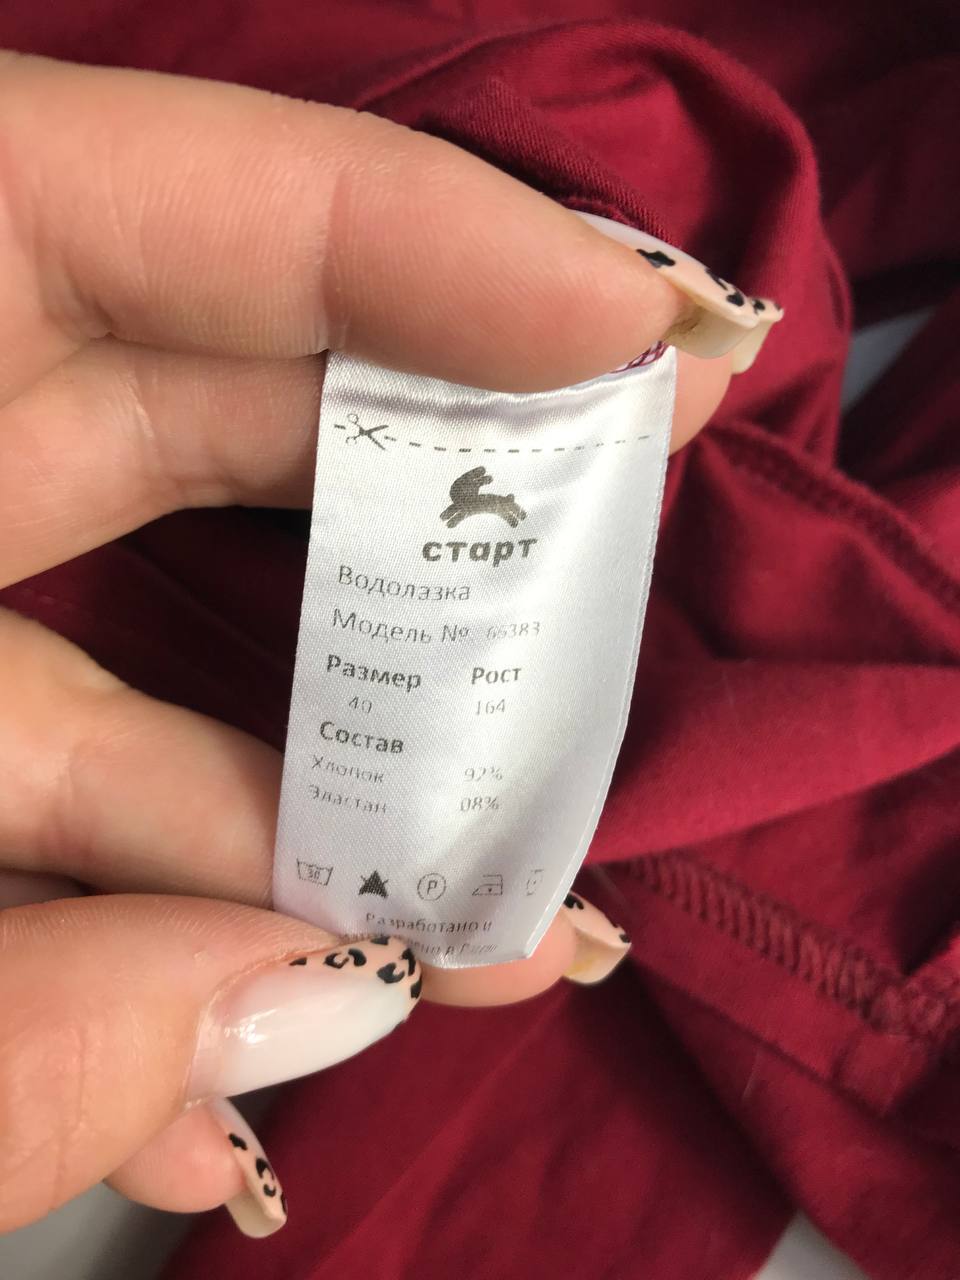 старт
Водолазка
Модель № 66383
Размер Рост
40 164
Состав
Хлопок 92%
Эластан 08%
30 P
Разработано и
в